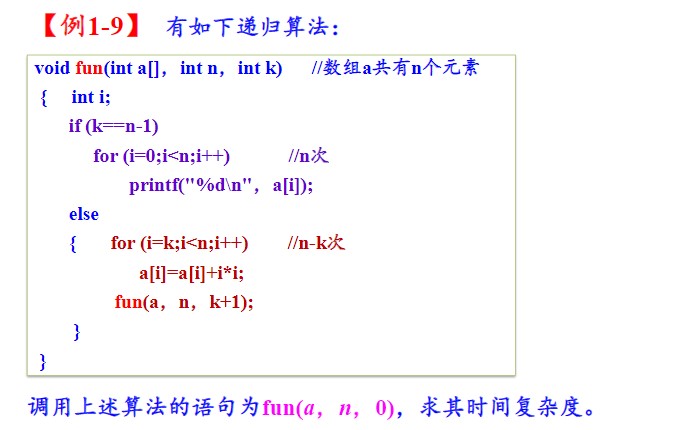 【例1-9】 有如下递归算法：
void fun(int a[]，int n，int k) //数组a共有n个元素
{ int i;
if (k==n-1)
for (i=0;i<n;i++) //n次
printf("%d\n"，a[i]);
else
{ for (i=k;i<n;i++) //n-k次
a[i]=a[i]+i*i;
fun(a，n，k+1);
}
}
调用上述算法的语句为fun(a，n，0)，求其时间复杂度。